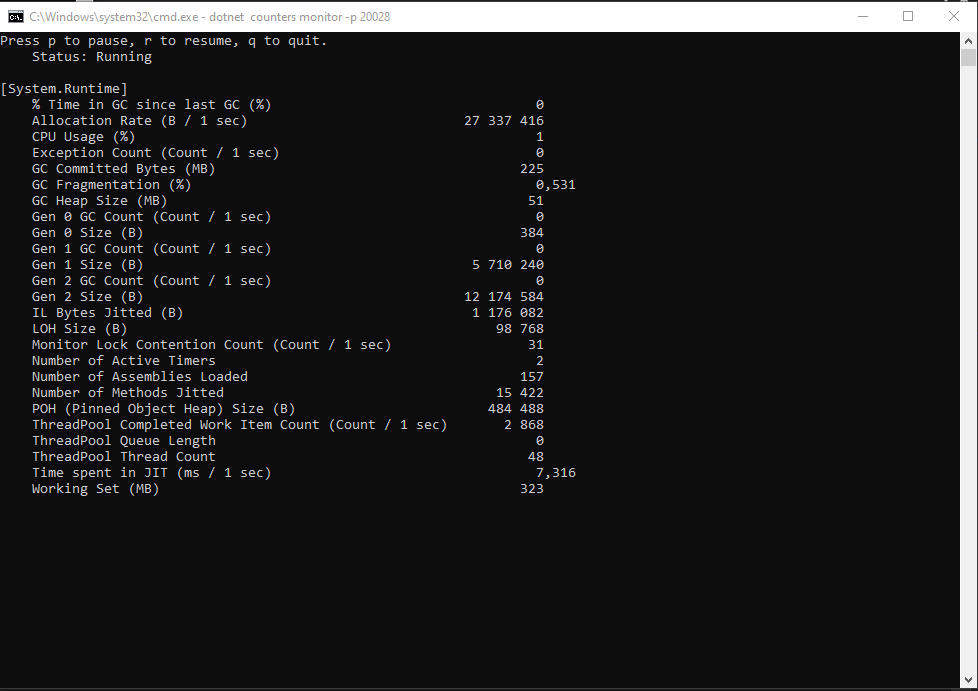 C:\Windows\system32\cmd.exe - dotnet  counters monitor -p 20028
Press p to pause, r to resume, q to quit.
    Status: Running

[System.Runtime]
    % Time in GC since last GC (%)                                 0
    Allocation Rate (B / 1 sec)                           27 337 416
    CPU Usage (%)                                                  1
    Exception Count (Count / 1 sec)                                0
    GC Committed Bytes (MB)                                      225
    GC Fragmentation (%)                                           0,531
    GC Heap Size (MB)                                             51
    Gen 0 GC Count (Count / 1 sec)                                 0
    Gen 0 Size (B)                                               384
    Gen 1 GC Count (Count / 1 sec)                                 0
    Gen 1 Size (B)                                         5 710 240
    Gen 2 GC Count (Count / 1 sec)                                 0
    Gen 2 Size (B)                                        12 174 584
    IL Bytes Jitted (B)                                    1 176 082
    LOH Size (B)                                              98 768
    Monitor Lock Contention Count (Count / 1 sec)                 31
    Number of Active Timers                                        2
    Number of Assemblies Loaded                                  157
    Number of Methods Jitted                                  15 422
    POH (Pinned Object Heap) Size (B)                        484 488
    ThreadPool Completed Work Item Count (Count / 1 sec)       2 868
    ThreadPool Queue Length                                        0
    ThreadPool Thread Count                                       48
    Time spent in JIT (ms / 1 sec)                                 7,316
    Working Set (MB)                                             323